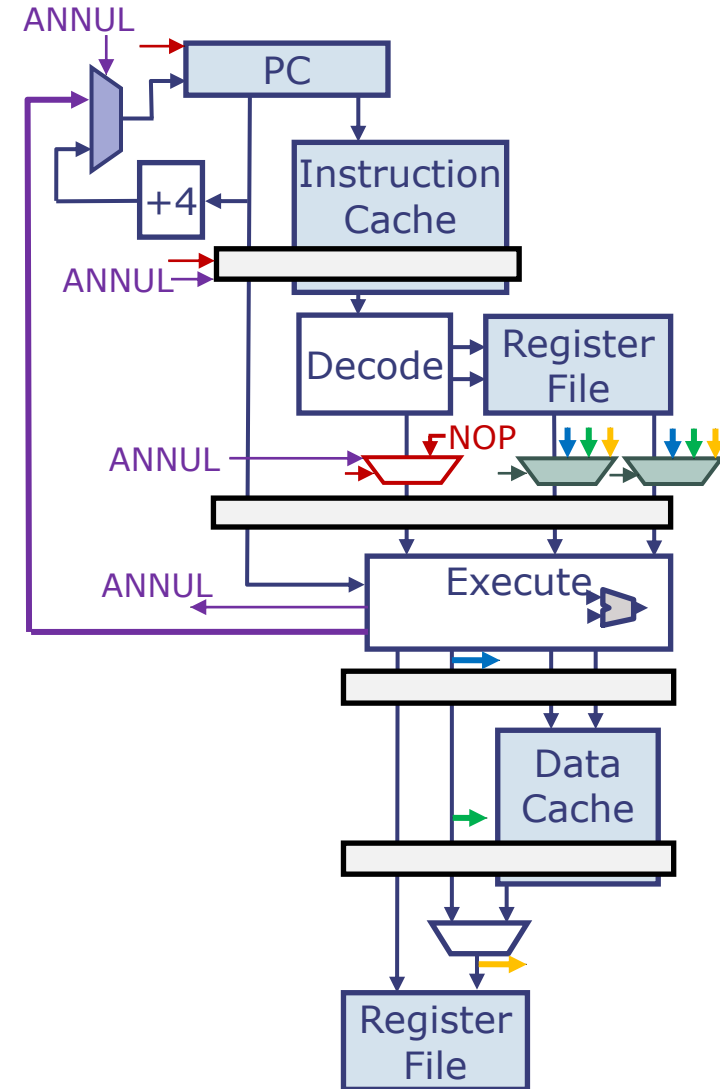 ANNUL
PC
+4
Instruction
Cache
ANNUL
Decode
Register
File
NOP
ANNUL
Execute
ANNUL
Data
Cache
Register
File